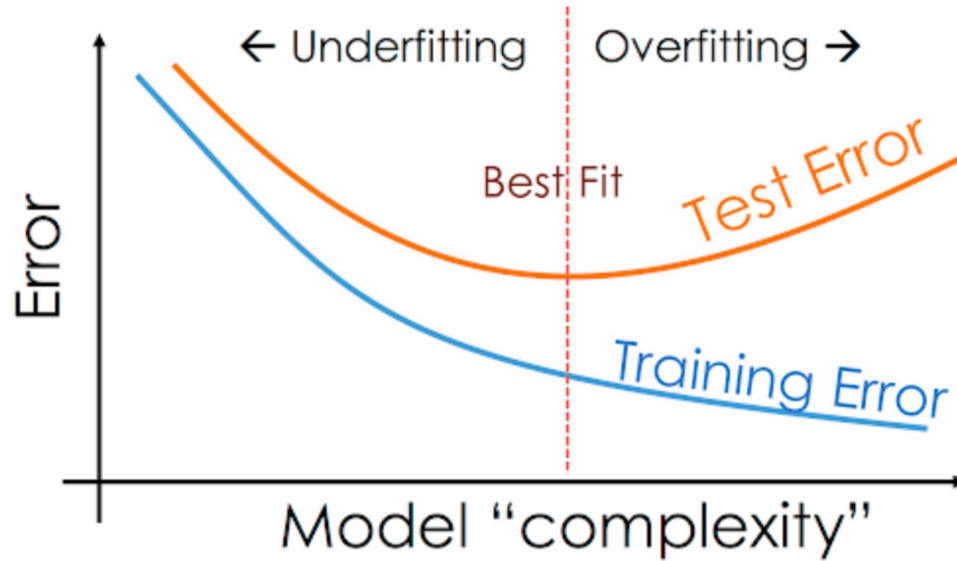 ← Underfitting
Overfitting →
Best Fit
Test Error
Training Error
Error
Model “complexity”